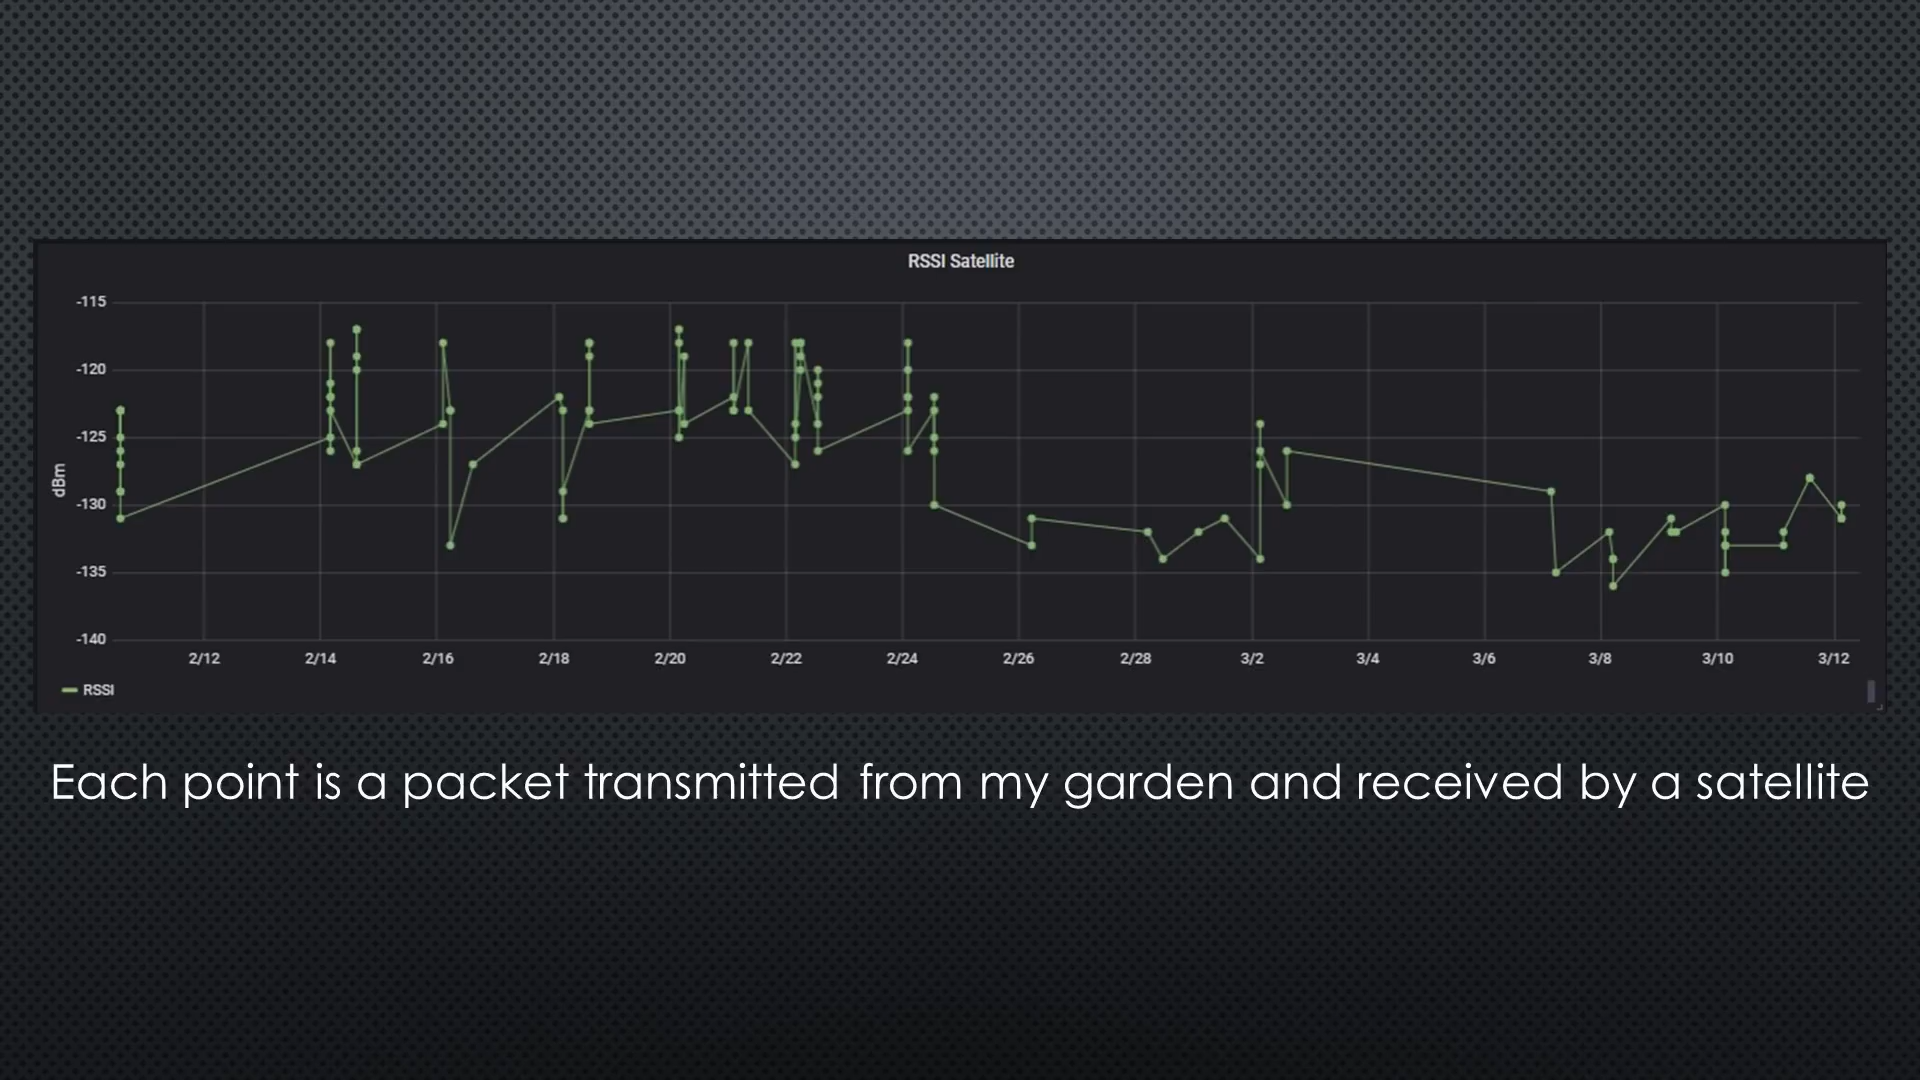 RSSI Satellite
-115
-120
-125
-130
-135
-140
dBm
2/12 2/14 2/16 2/18 2/20 2/22 2/24 2/26 2/28 3/2 3/4 3/6 3/8 3/10 3/12
RSSI
Each point is a packet transmitted from my garden and received by a satellite